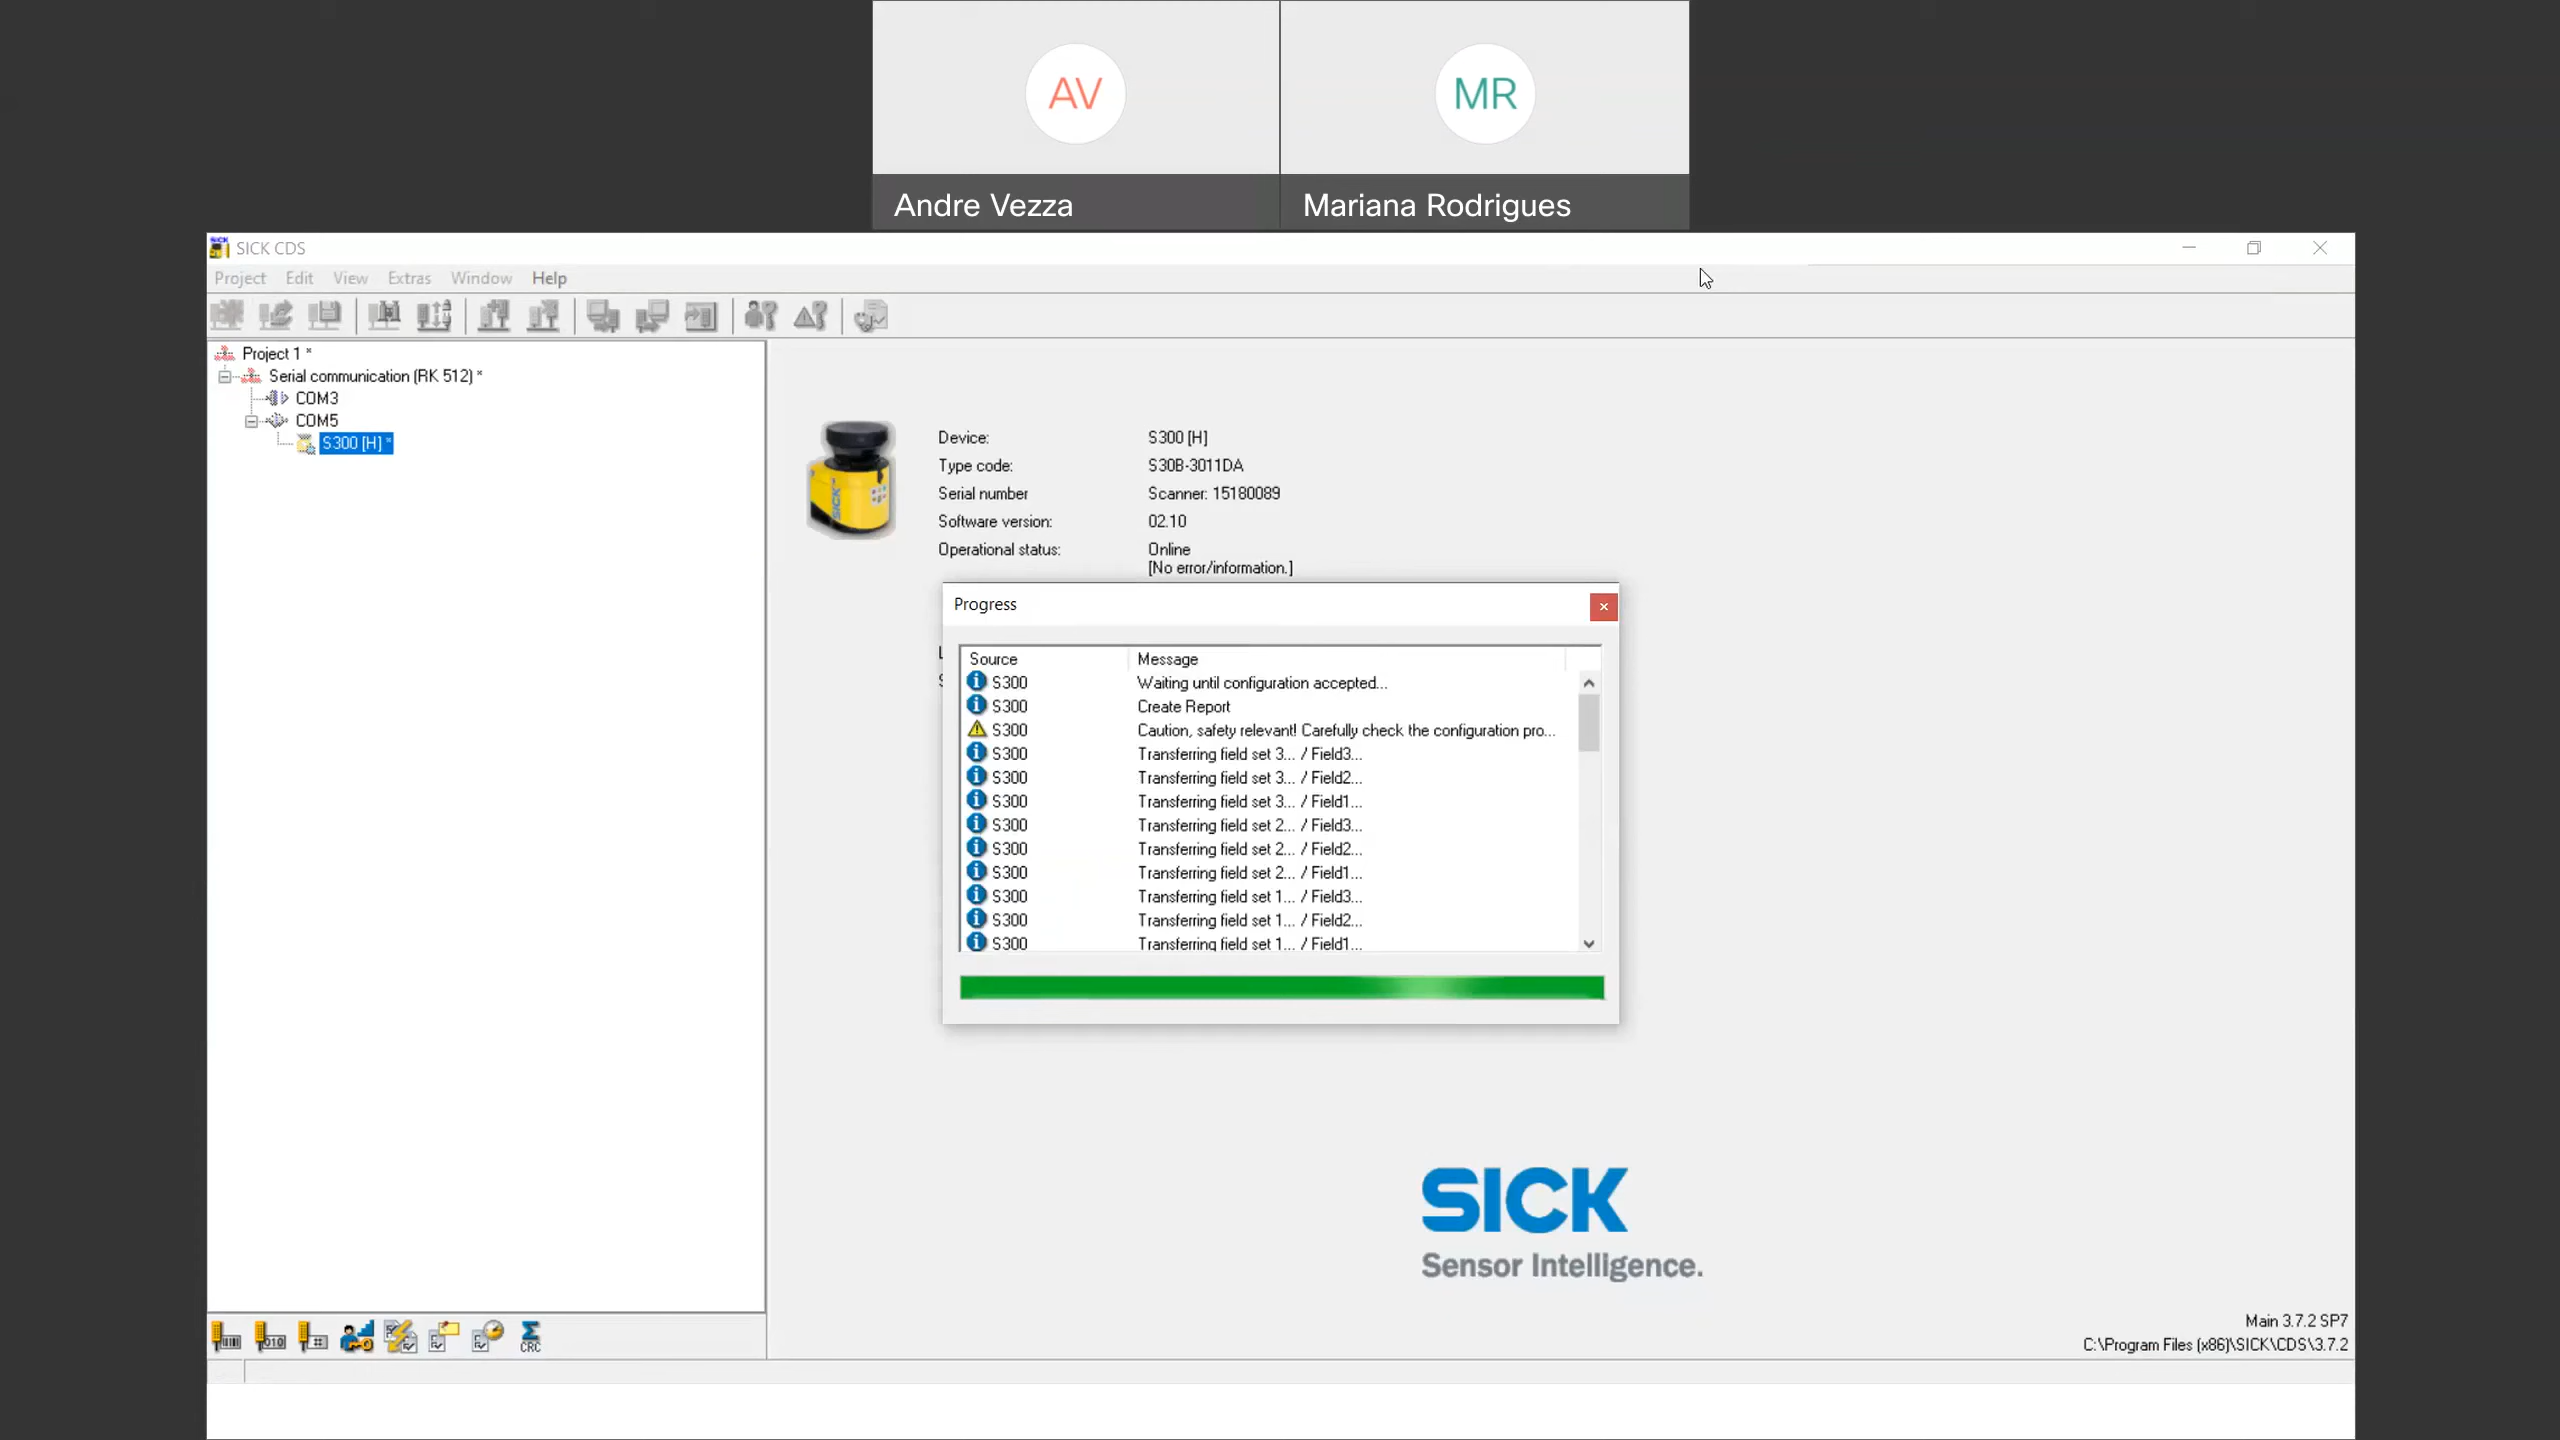 AV
MR
Andre Vezza
Mariana Rodrigues
SICK CDS
Project Edit View Extras Window Help
Project 1 *
Serial communication (RK 512) *
COM3
COM5
S300 [H] *
SICK
Device: S300 [H]
Type code: S30B-3011DA
Serial number Scanner: 15180089
Software version: 02.10
Operational status: Online
[No error/information.]
Progress
Source Message
S300 Waiting until configuration accepted...
S300 Create Report
S300 Caution, safety relevant! Carefully check the configuration pro...
S300 Transferring field set 3... / Field3...
S300 Transferring field set 3... / Field2...
S300 Transferring field set 3... / Field1...
S300 Transferring field set 2... / Field3...
S300 Transferring field set 2... / Field2...
S300 Transferring field set 2... / Field1...
S300 Transferring field set 1... / Field3...
S300 Transferring field set 1... / Field2...
S300 Transferring field set 1... / Field1...
SICK
Sensor Intelligence.
CRC
Main 3.7.2 SP7
C:\Program Files (x86)\SICK\CDS\3.7.2